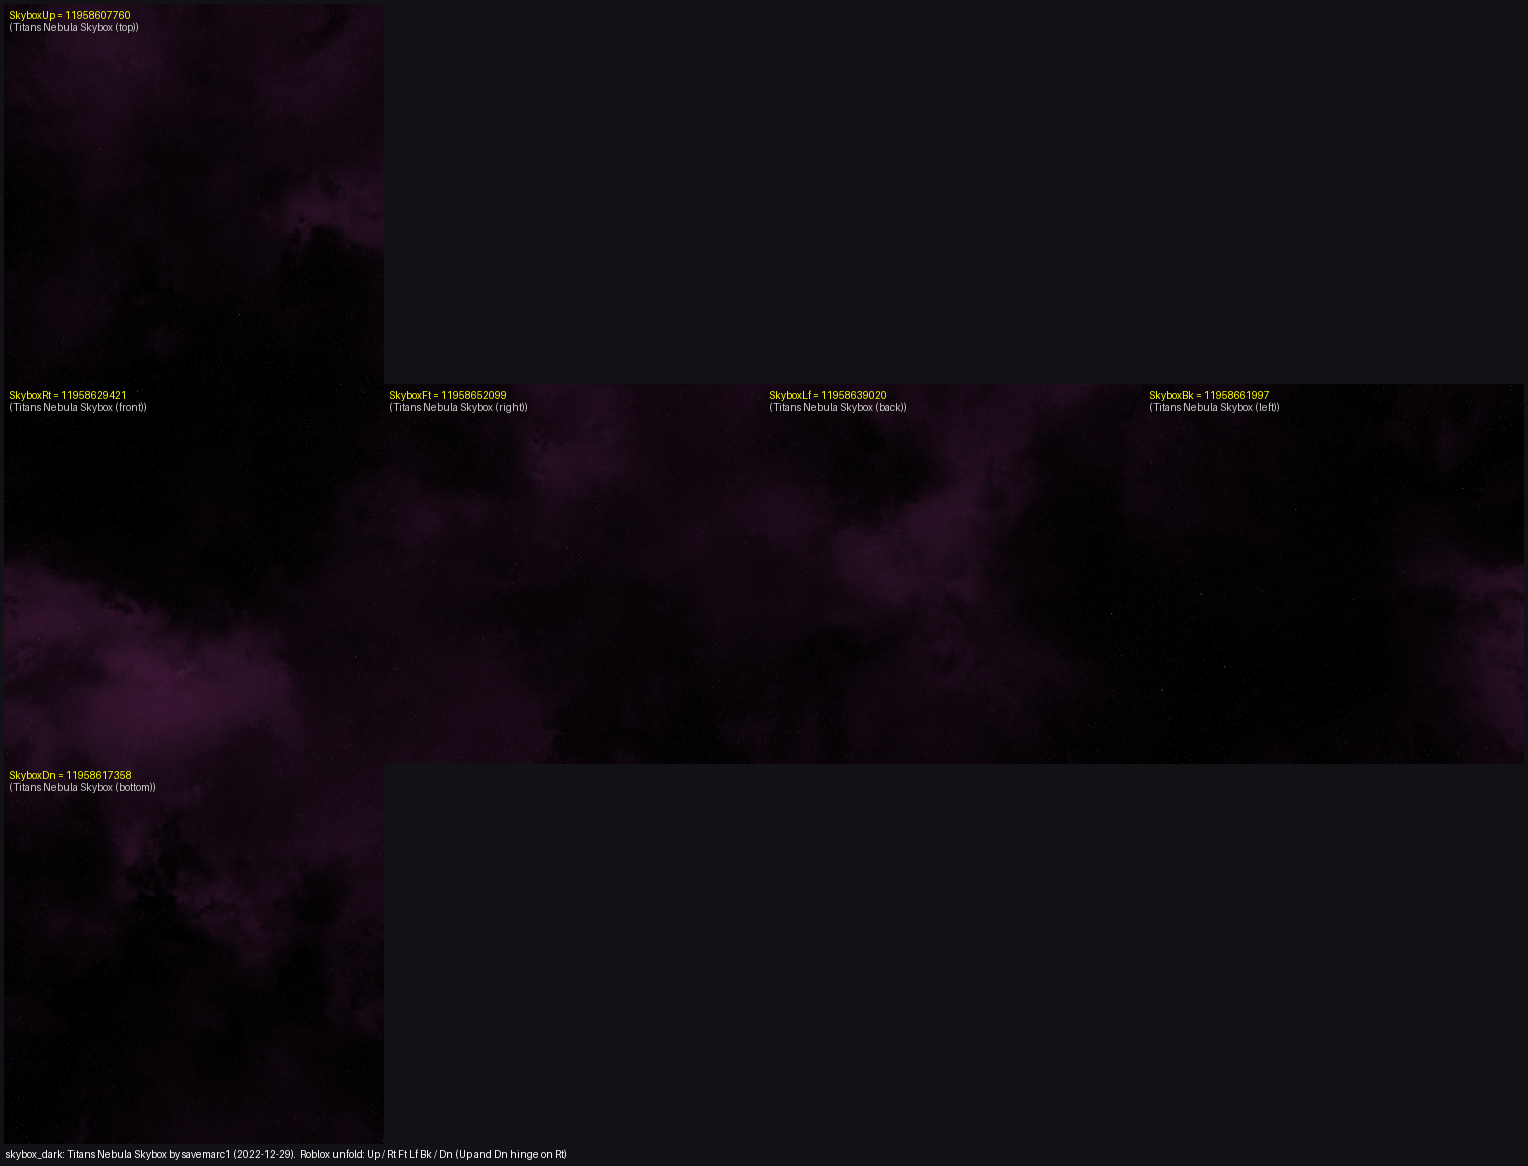 SkyboxUp = 11958607760
(Titans Nebula Skybox (top))
SkyboxRt = 11958629421
(Titans Nebula Skybox (front))
SkyboxFt = 11958652099
(Titans Nebula Skybox (right))
SkyboxLf = 11958639020
(Titans Nebula Skybox (back))
SkyboxBk = 11958661997
(Titans Nebula Skybox (left))
SkyboxDn = 11958617358
(Titans Nebula Skybox (bottom))
skybox_dark: Titans Nebula Skybox by savemarc1 (2022-12-29). Roblox unfold: Up / Rt Ft Lf Bk / Dn (Up and Dn hinge on Rt)